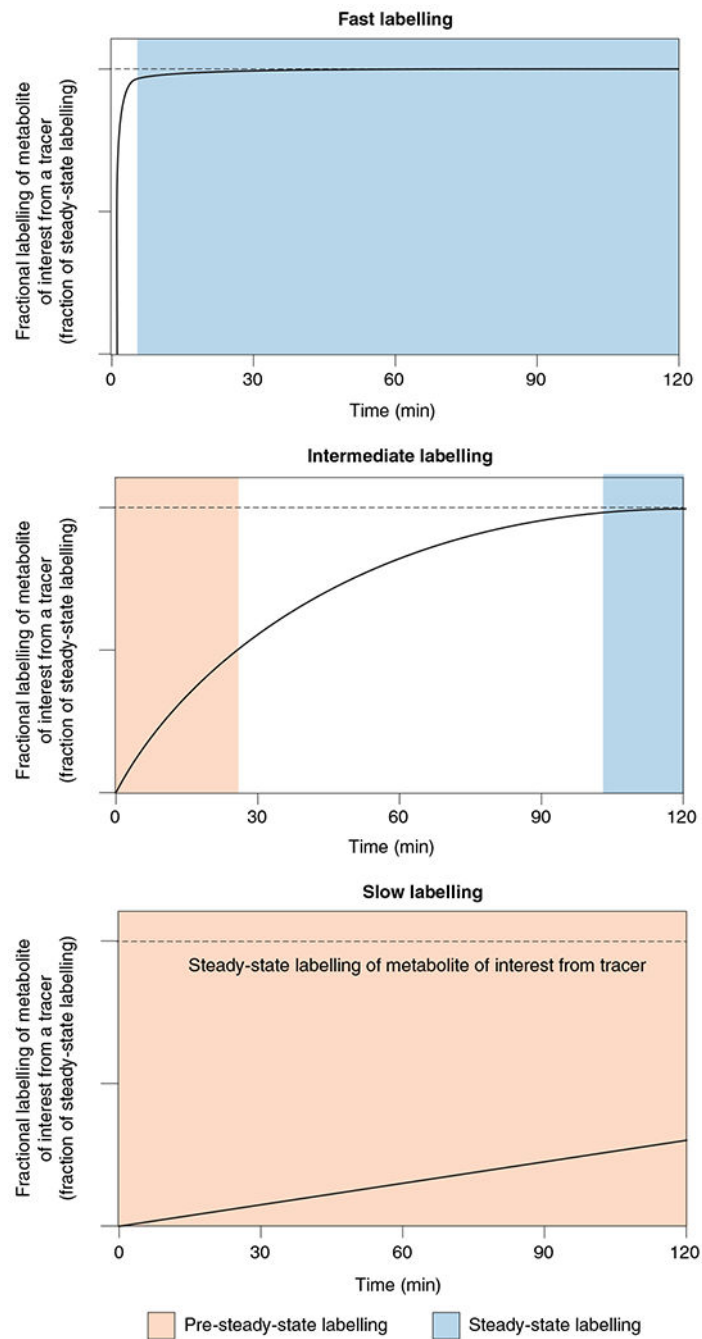 Fast labelling
Fractional labelling of metabolite
of interest from a tracer
(fraction of steady-state labelling)
0
30
60
90
120
Time (min)
Intermediate labelling
Fractional labelling of metabolite
of interest from a tracer
(fraction of steady-state labelling)
0
30
60
90
120
Time (min)
Slow labelling
Steady-state labelling of metabolite of interest from tracer
Fractional labelling of metabolite
of interest from a tracer
(fraction of steady-state labelling)
0
30
60
90
120
Time (min)
Pre-steady-state labelling
Steady-state labelling